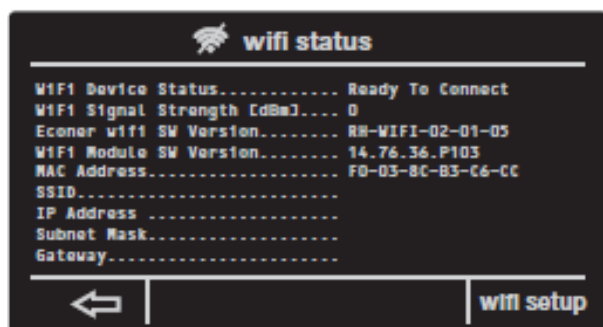 wifi status
WiFi Device Status............ Ready To Connect
WiFi Signal Strength [dBm].... 0
Econer wifi SW Version........ RH-WIFI-02-01-05
WiFi Module SW Version........ 14.76.36.P103
MAC Address................... F0-03-8C-B3-C6-CC
SSID..........................
IP Address ...................
Subnet Mask...................
Gateway.......................
wifi setup